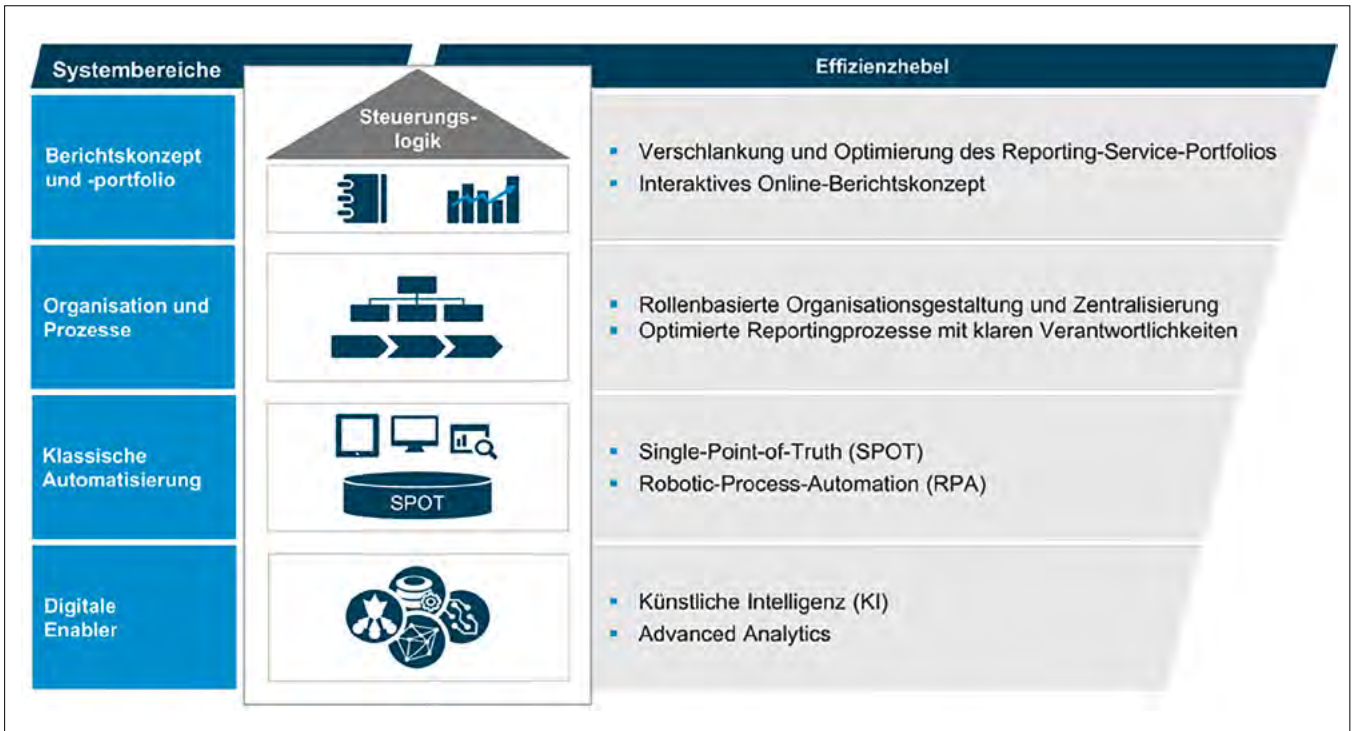 Systembereiche
Effizienzhebel
Steuerungs-
logik
Berichtskonzept
und -portfolio
Verschlankung und Optimierung des Reporting-Service-Portfolios
Interaktives Online-Berichtskonzept
Organisation und
Prozesse
Rollenbasierte Organisationsgestaltung und Zentralisierung
Optimierte Reportingprozesse mit klaren Verantwortlichkeiten
Klassische
Automatisierung
SPOT
Single-Point-of-Truth (SPOT)
Robotic-Process-Automation (RPA)
Digitale
Enabler
Künstliche Intelligenz (KI)
Advanced Analytics